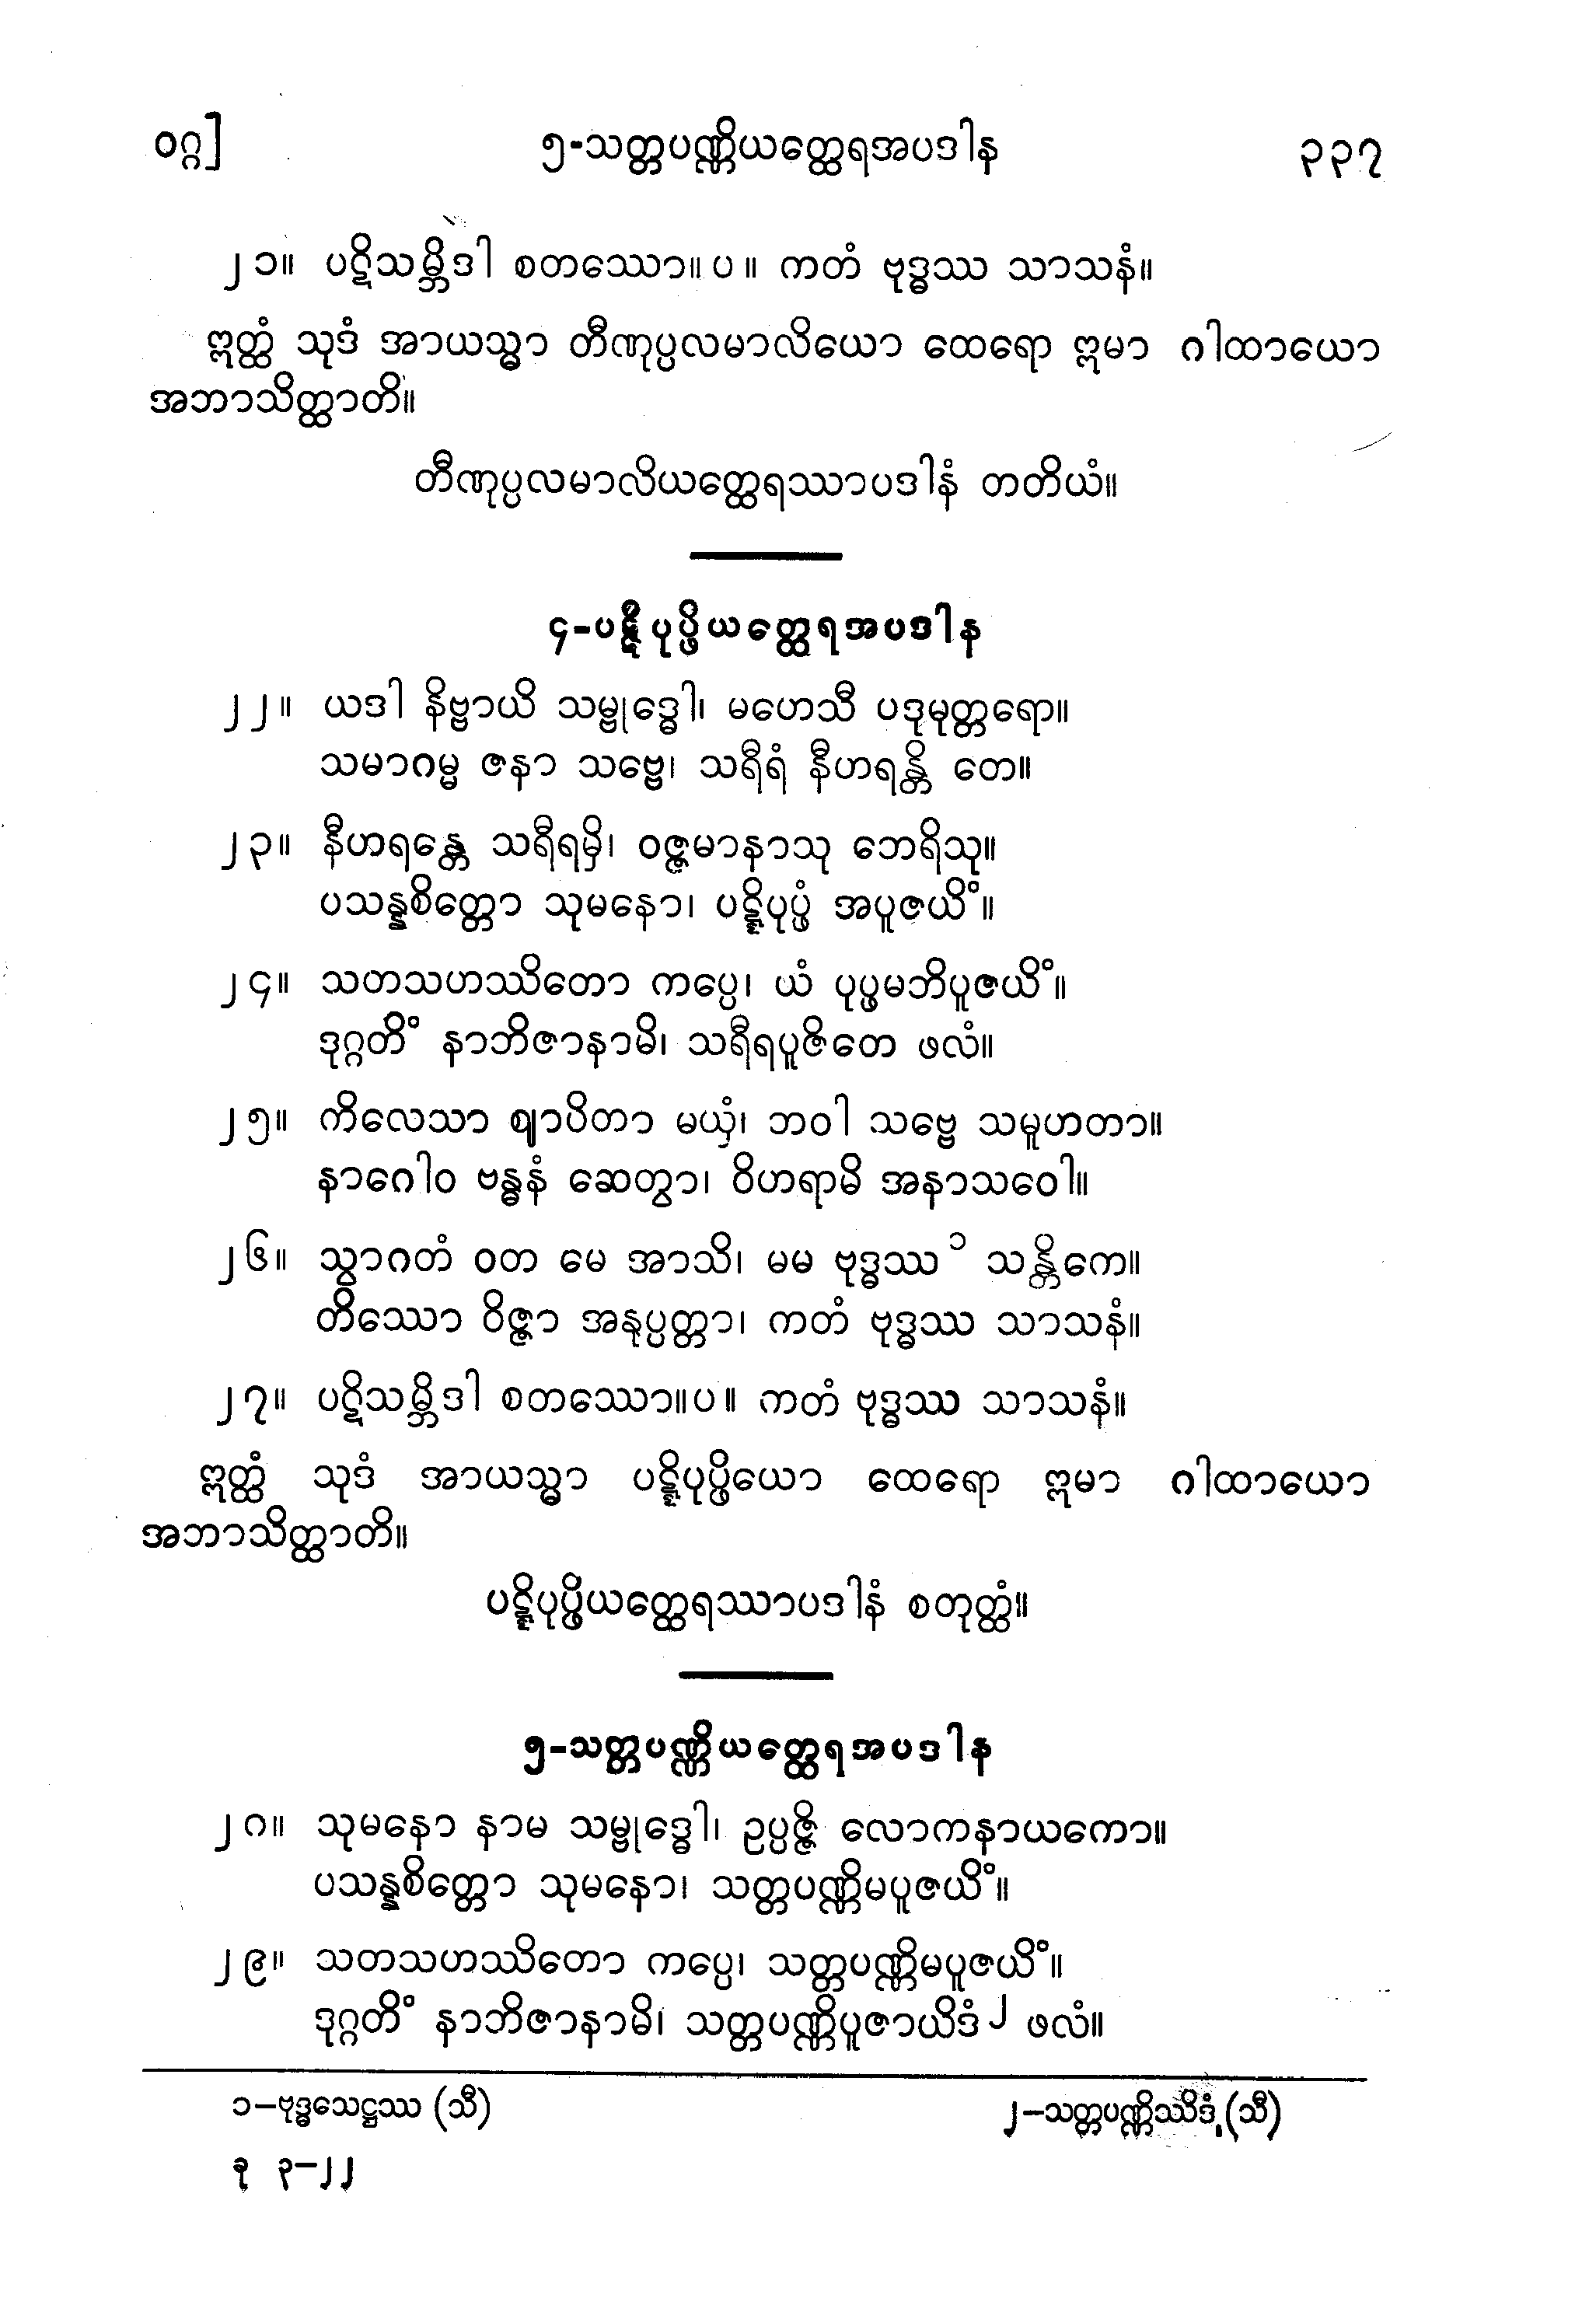 ဝဂ္ဂ] ၅-သတ္တပဏ္ဏိယတ္ထေရအပဒါန ၃၃၇
၂၁။ ပဋိသမ္ဘိဒါ စတဿော။ ပ ။ ကတံ ဗုဒ္ဓဿ သာသနံ။
ဣတ္ထံ သုဒံ အာယသ္မာ တီဏုပ္ပလမာလိယော ထေရော ဣမာ ဂါထာယော
အဘာသိတ္ထာတိ။
တီဏုပ္ပလမာလိယတ္ထေရဿာပဒါနံ တတိယံ။
၄-ပဋ္ဋိပုပ္ဖိယတ္ထေရအပဒါန
၂၂။ ယဒါ နိဗ္ဗာယိ သမ္ဗုဒ္ဓေါ၊ မဟေသီ ပဒုမုတ္တရော။
သမာဂမ္မ ဇနာ သဗ္ဗေ၊ သရီရံ နီဟရန္တိ တေ။
၂၃။ နီဟရန္တေ သရီရမှိ၊ ဝဇ္ဇမာနာသု ဘေရိသု။
ပသန္နစိတ္တော သုမနော၊ ပဋ္ဋိပုပ္ဖံ အပူဇယိံ။
၂၄။ သတသဟဿိတော ကပ္ပေ၊ ယံ ပုပ္ဖမဘိပူဇယိံ။
ဒုဂ္ဂတိံ နာဘိဇာနာမိ၊ သရီရပူဇိတေ ဖလံ။
၂၅။ ကိလေသာ ဈာပိတာ မယှံ၊ ဘဝါ သဗ္ဗေ သမူဟတာ။
နာဂေါဝ ဗန္ဓနံ ဆေတွာ၊ ဝိဟရာမိ အနာသဝေါ။
၂၆။ သွာဂတံ ဝတ မေ အာသိ၊ မမ ဗုဒ္ဓဿ ၁ သန္တိကေ။
တိဿော ဝိဇ္ဇာ အနုပ္ပတ္တာ၊ ကတံ ဗုဒ္ဓဿ သာသနံ။
၂၇။ ပဋိသမ္ဘိဒါ စတဿော။ ပ ။ ကတံ ဗုဒ္ဓဿ သာသနံ။
ဣတ္ထံ သုဒံ အာယသ္မာ ပဋ္ဋိပုပ္ဖိယော ထေရော ဣမာ ဂါထာယော
အဘာသိတ္ထာတိ။
ပဋ္ဋိပုပ္ဖိယတ္ထေရဿာပဒါနံ စတုတ္ထံ။
၅-သတ္တပဏ္ဏိယတ္ထေရအပဒါန
၂၈။ သုမနော နာမ သမ္ဗုဒ္ဓေါ၊ ဥပ္ပဇ္ဇိ လောကနာယကော။
ပသန္နစိတ္တော သုမနော၊ သတ္တပဏ္ဏိမပူဇယိံ။
၂၉။ သတသဟဿိတော ကပ္ပေ၊ သတ္တပဏ္ဏိမပူဇယိံ။
ဒုဂ္ဂတိံ နာဘိဇာနာမိ၊ သတ္တပဏ္ဏိပူဇာယိဒံ ၂ ဖလံ။
၁–ဗုဒ္ဓသေဋ္ဌဿ (သီ) ၂–သတ္တပဏ္ဏိဿိဒံ (သီ)
ခု ၃–၂၂